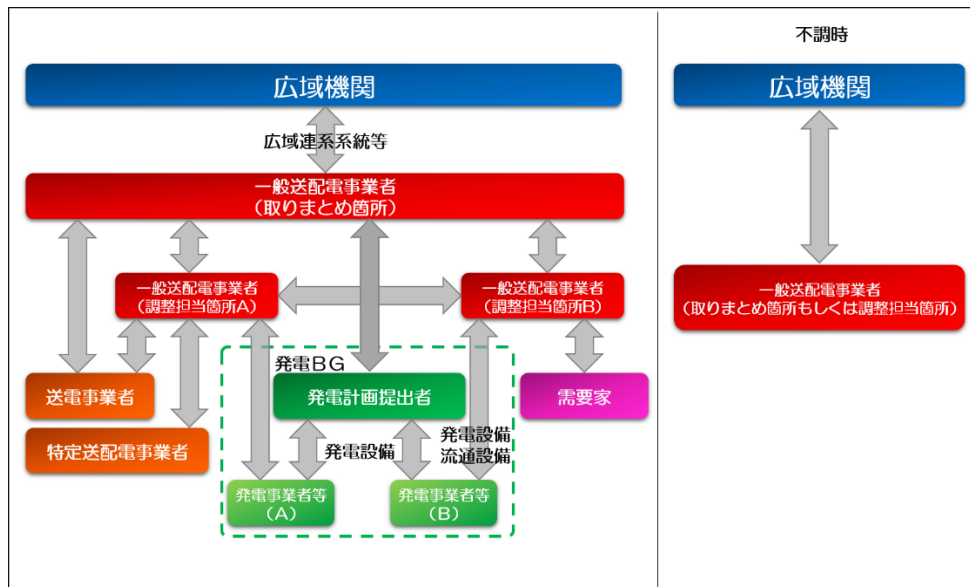 広域機関
広域連系系統等
一般送配電事業者
(取りまとめ箇所)
一般送配電事業者
(調整担当箇所A)
一般送配電事業者
(調整担当箇所B)
発電BG
送電事業者
発電計画提出者
需要家
特定送配電事業者
発電設備
発電設備
流通設備
発電事業者等
(A)
発電事業者等
(B)
不調時
広域機関
一般送配電事業者
(取りまとめ箇所もしくは調整担当箇所)